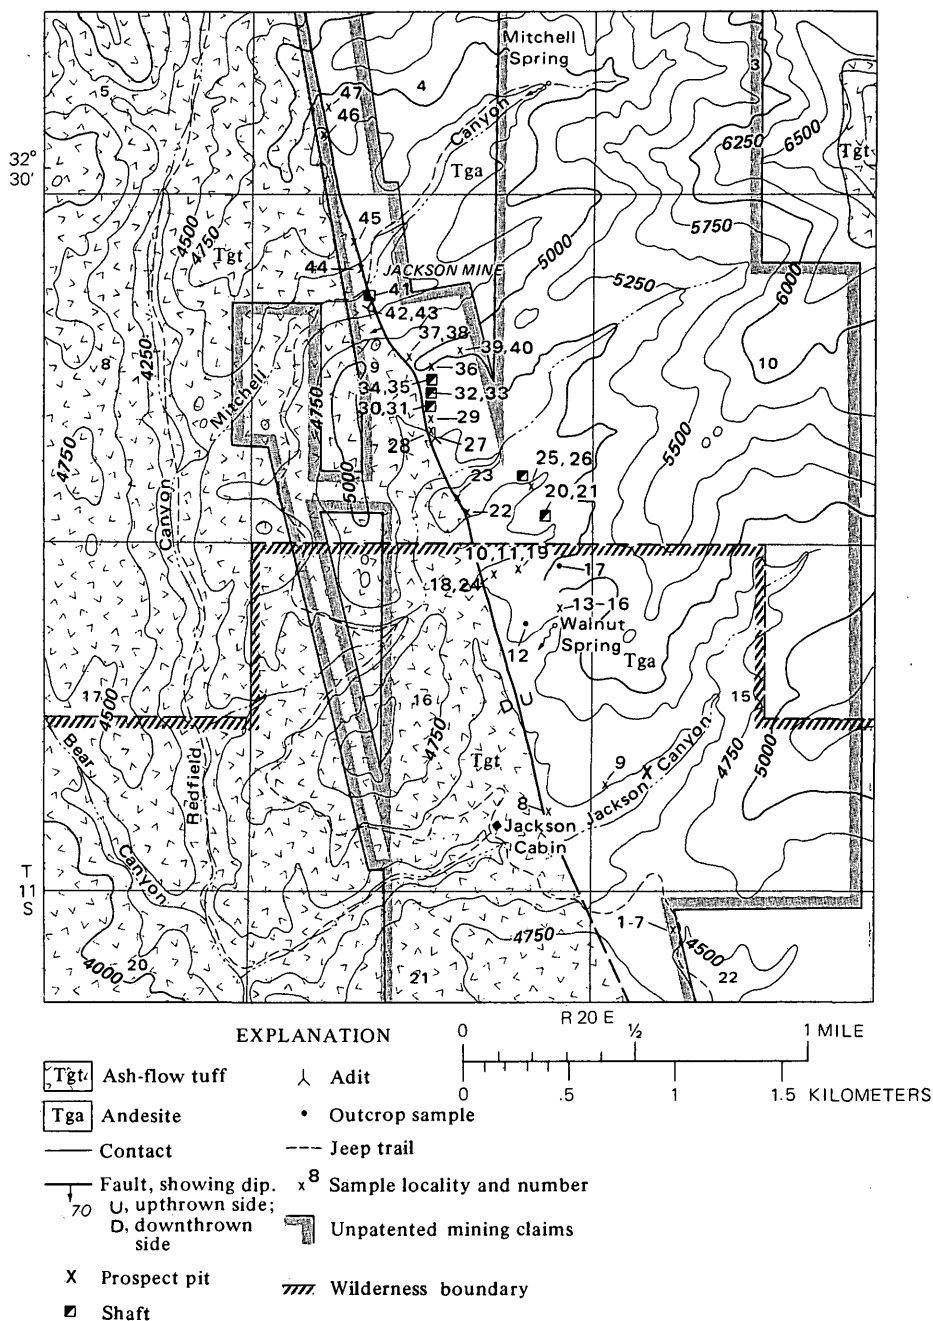 Mitchell
Spring
3
5
47
4
46
Canyon
6250
6500
Tgt
32°
30'
Tga
45
5750
4500
4750
Tgt
5000
44
JACKSON MINE
41
5250
6000
42,43
37,38
39,40
4250
8
9
36
10
34,35
32,33
Mitchell
4750
30,31
29
5500
28
27
4750
25,26
5000
23
20,21
Canyon
22
10,11,19
17
18,24
13-16
Walnut
Spring
12
Tga
17
4500
16
D U
15
4750
Tgt
Bear
Redfield
9
Jackson Canyon
4750
5000
8
Jackson
Cabin
Canyon
T
11
S
1-7
4750
4500
4000
20
21
22
R 20 E
EXPLANATION
0 ½ 1 MILE
0 .5 1 1.5 KILOMETERS
Tgt Ash-flow tuff
Tga Andesite
Contact
Fault, showing dip.
70 U, upthrown side;
D, downthrown
side
X Prospect pit
Shaft
Adit
Outcrop sample
Jeep trail
x8 Sample locality and number
Unpatented mining claims
Wilderness boundary